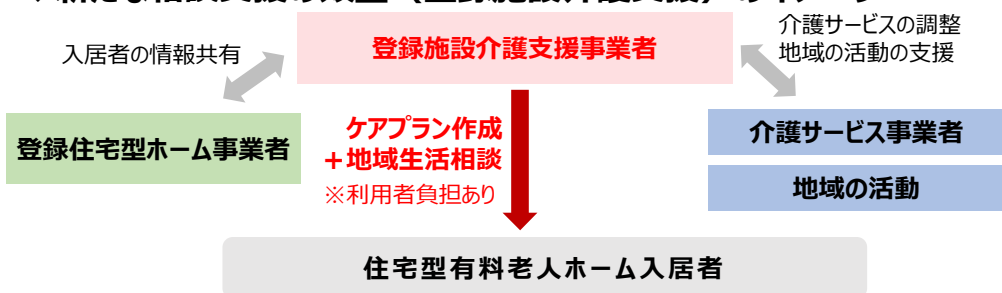 入居者の情報共有
登録施設介護支援事業者
介護サービスの調整
地域の活動の支援
登録住宅型ホーム事業者
ケアプラン作成
+地域生活相談
※利用者負担あり
介護サービス事業者
地域の活動
住宅型有料老人ホーム入居者